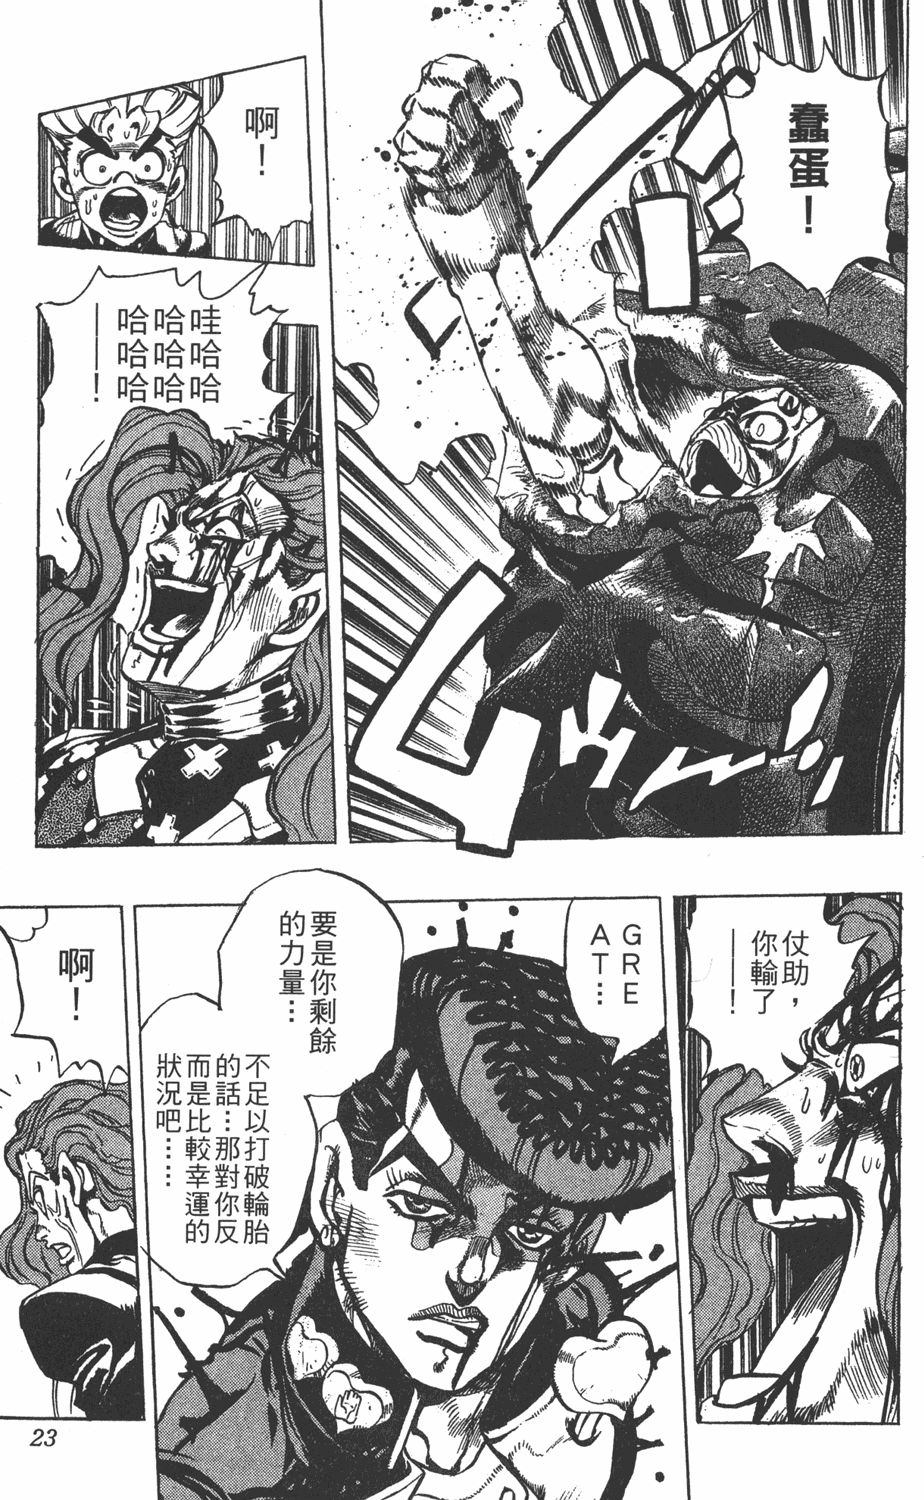 蠢蛋!
啊!
哇哈哈
哈哈哈
哈哈哈
——!
仗助,
你輸了
——!
GRE
AT…
要是你剩餘
的力量…
不足以打破輪胎
的話…那對你反
而是比較幸運的
狀況吧……
啊!
23